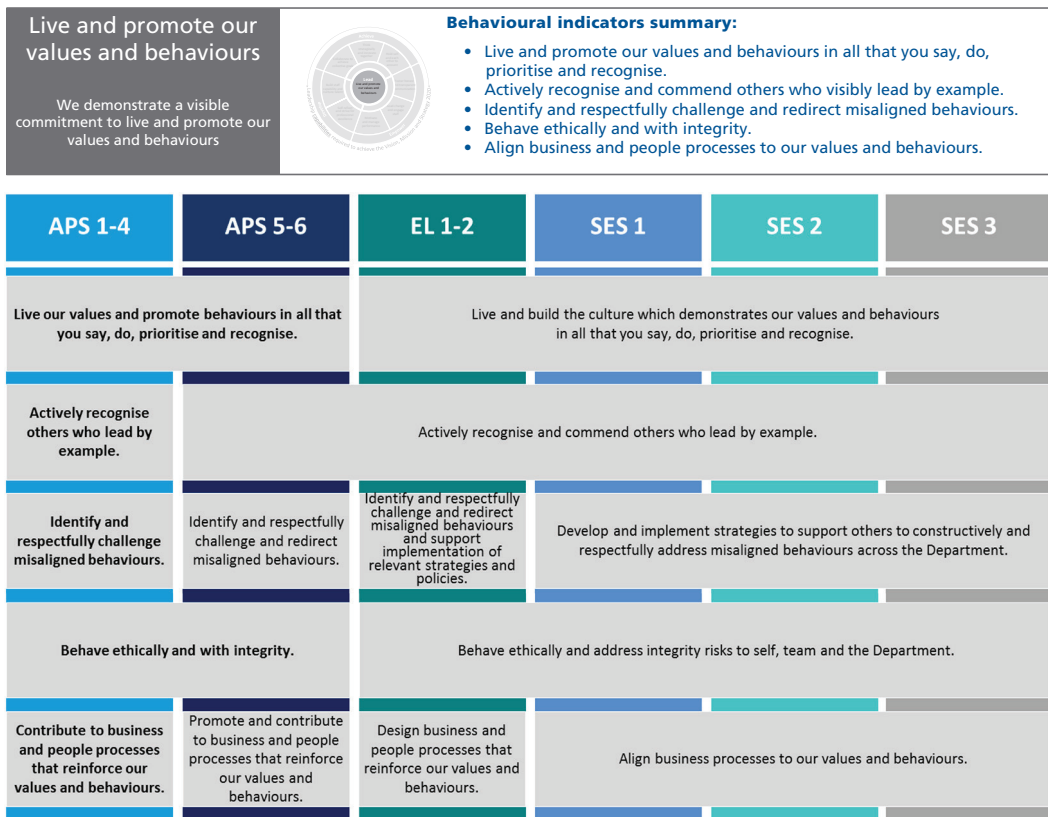 Live and promote our
values and behaviours
We demonstrate a visible
commitment to live and promote our
values and behaviours
Behavioural indicators summary:
• Live and promote our values and behaviours in all that you say, do,
prioritise and recognise.
• Actively recognise and commend others who visibly lead by example.
• Identify and respectfully challenge and redirect misaligned behaviours.
• Behave ethically and with integrity.
• Align business and people processes to our values and behaviours.
APS 1-4
APS 5-6
EL 1-2
SES 1
SES 2
SES 3
Live our values and promote behaviours in all that
you say, do, prioritise and recognise.
Live and build the culture which demonstrates our values and behaviours
in all that you say, do, prioritise and recognise.
Actively recognise
others who lead by
example.
Actively recognise and commend others who lead by example.
Identify and
respectfully challenge
misaligned behaviours.
Identify and respectfully
challenge and redirect
misaligned behaviours.
Identify and respectfully
challenge and redirect
misaligned behaviours
and support
implementation of
relevant strategies and
policies.
Develop and implement strategies to support others to constructively and
respectfully address misaligned behaviours across the Department.
Behave ethically and with integrity.
Behave ethically and address integrity risks to self, team and the Department.
Contribute to business
and people processes
that reinforce our
values and behaviours.
Promote and contribute
to business and people
processes that reinforce
our values and
behaviours.
Design business and
people processes that
reinforce our values and
behaviours.
Align business processes to our values and behaviours.